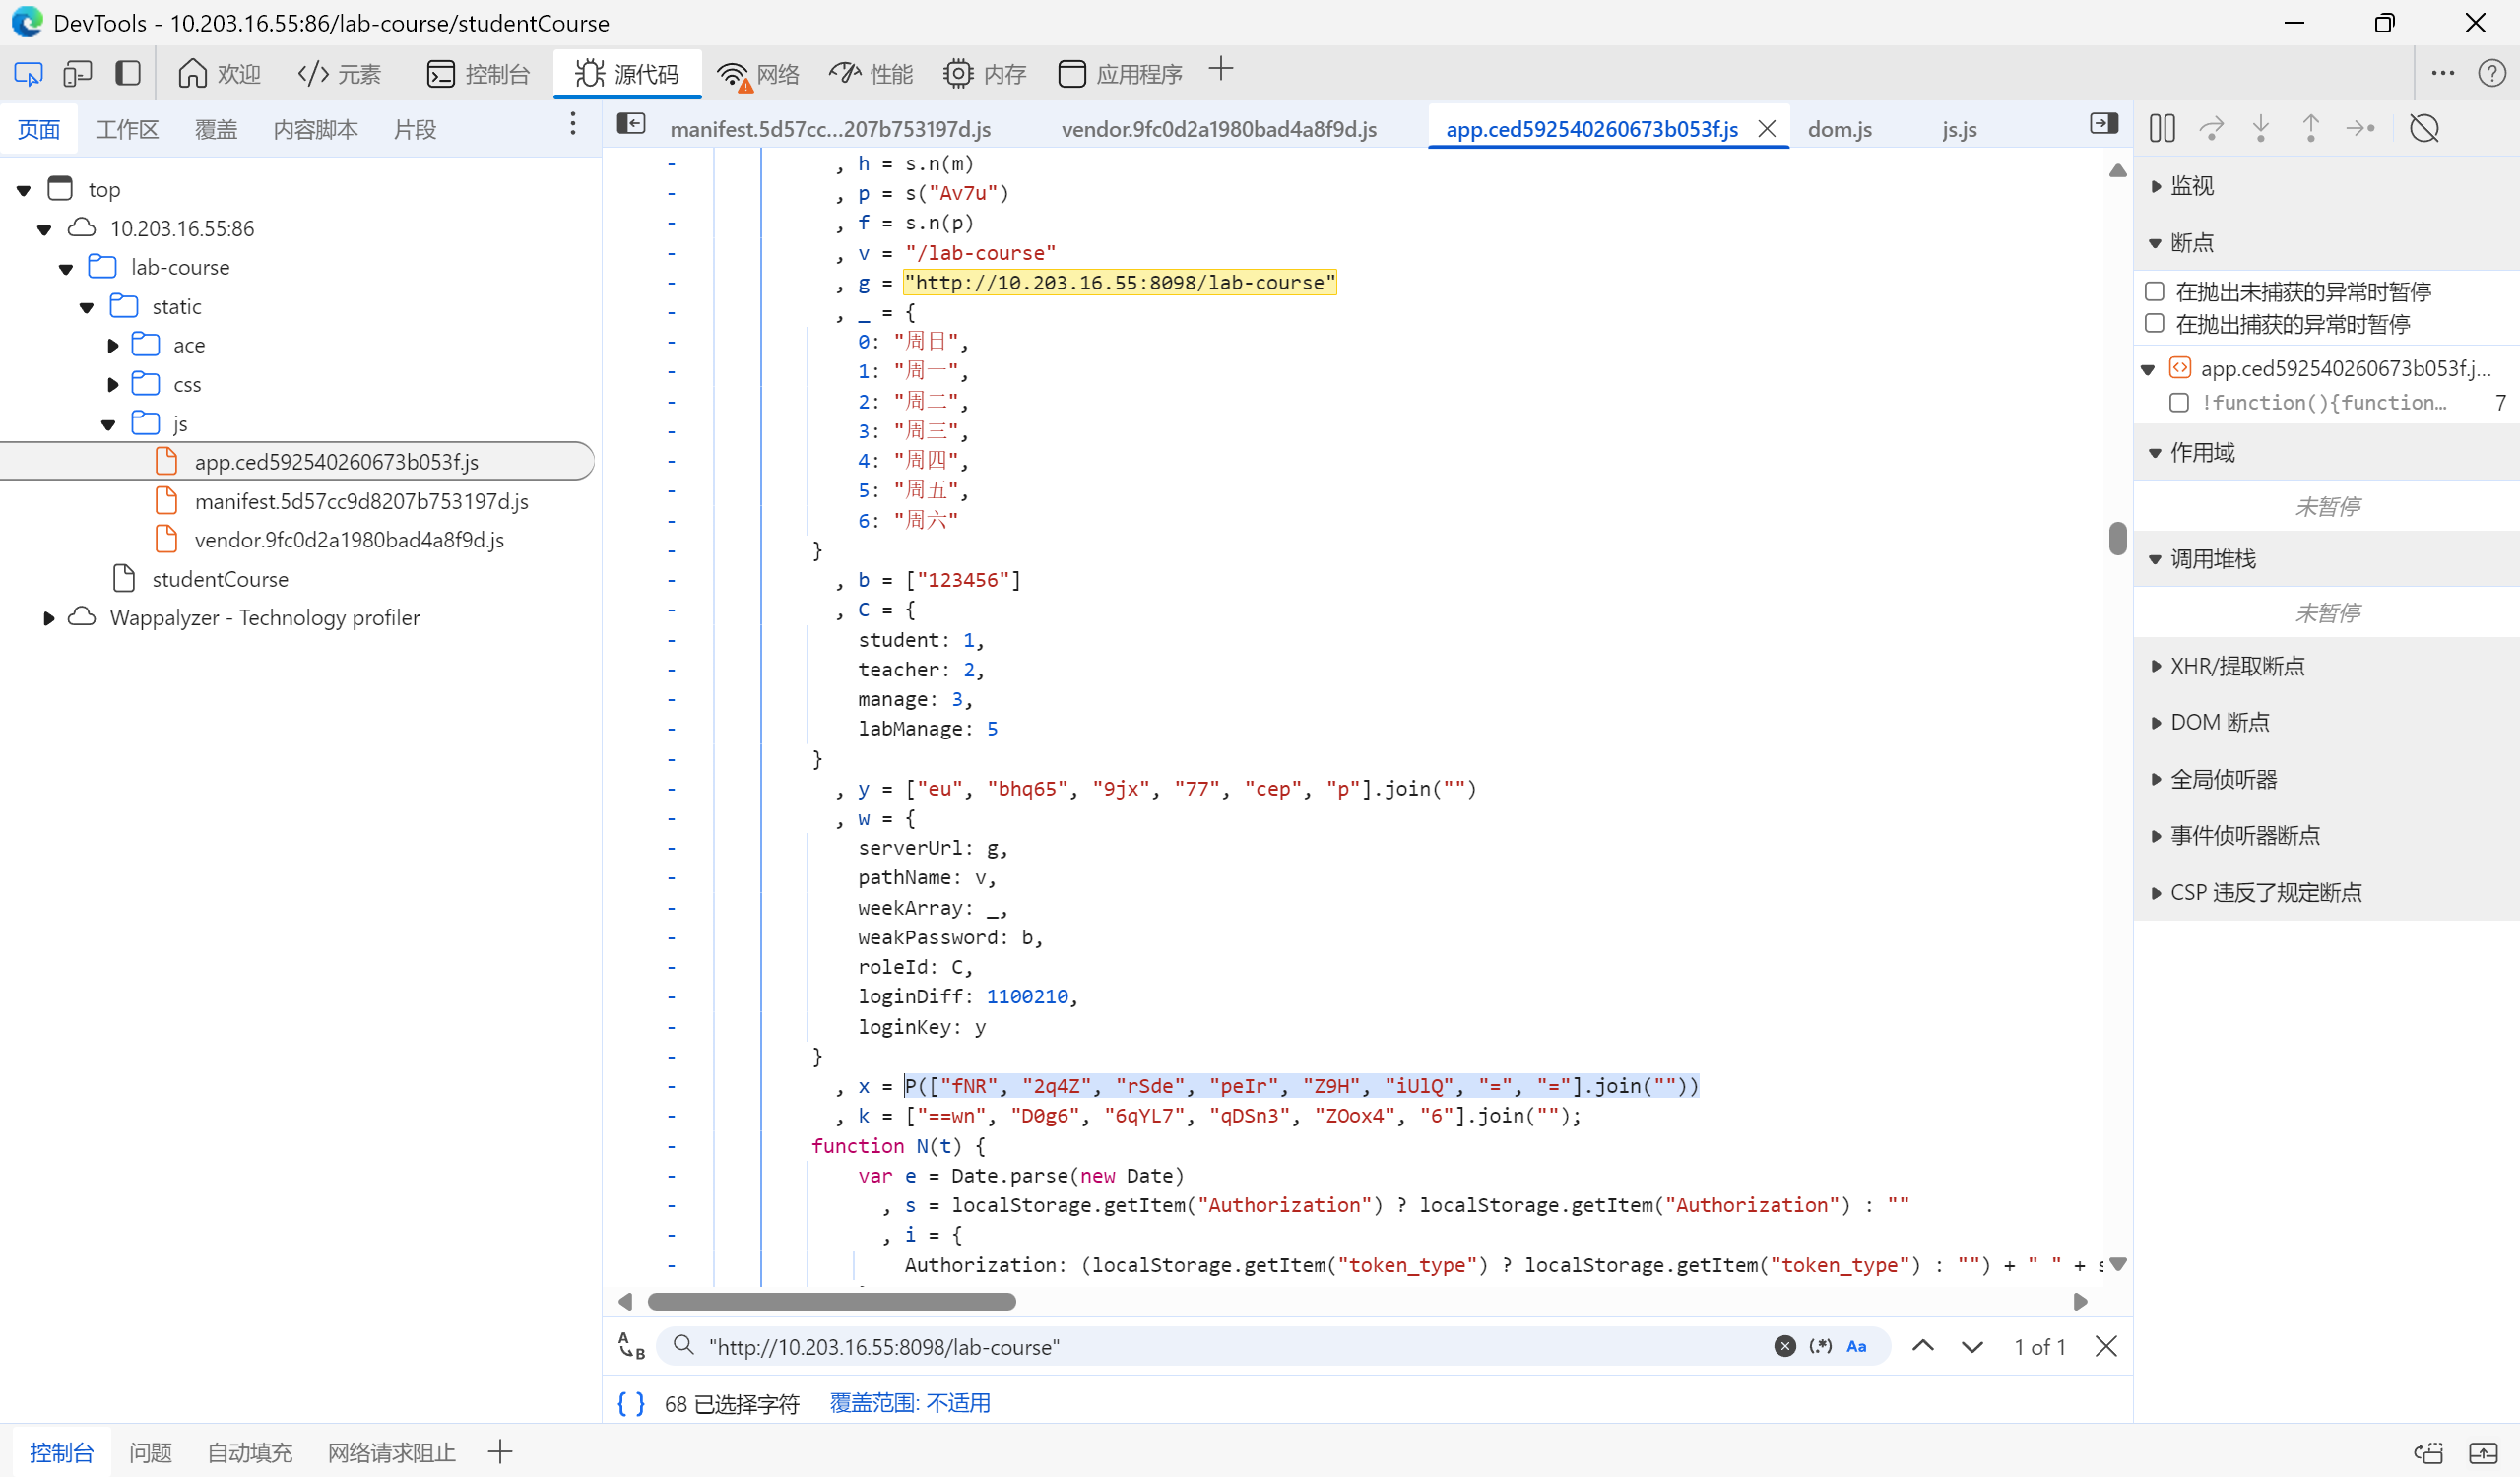 DevTools - 10.203.16.55:86/lab-course/studentCourse
欢迎
元素
控制台
源代码
网络
性能
内存
应用程序
页面
工作区
覆盖
内容脚本
片段
manifest.5d57cc...207b753197d.js
vendor.9fc0d2a1980bad4a8f9d.js
app.ced592540260673b053f.js
dom.js
js.js
top
10.203.16.55:86
lab-course
static
ace
css
js
app.ced592540260673b053f.js
manifest.5d57cc9d8207b753197d.js
vendor.9fc0d2a1980bad4a8f9d.js
studentCourse
Wappalyzer - Technology profiler
, h = s.n(m)
, p = s("Av7u")
, f = s.n(p)
, v = "/lab-course"
, g = "http://10.203.16.55:8098/lab-course"
, _ = {
0: "周日",
1: "周一",
2: "周二",
3: "周三",
4: "周四",
5: "周五",
6: "周六"
}
, b = ["123456"]
, C = {
student: 1,
teacher: 2,
manage: 3,
labManage: 5
}
, y = ["eu", "bhq65", "9jx", "77", "cep", "p"].join("")
, w = {
serverUrl: g,
pathName: v,
weekArray: _,
weakPassword: b,
roleId: C,
loginDiff: 1100210,
loginKey: y
}
, x = P(["fNR", "2q4Z", "rSde", "peIr", "Z9H", "iUlQ", "=", "="].join(""))
, k = ["==wn", "D0g6", "6qYL7", "qDSn3", "ZOox4", "6"].join("");
function N(t) {
var e = Date.parse(new Date)
, s = localStorage.getItem("Authorization") ? localStorage.getItem("Authorization") : ""
, i = {
Authorization: (localStorage.getItem("token_type") ? localStorage.getItem("token_type") : "") + " " +
"http://10.203.16.55:8098/lab-course"
(.*)
Aa
1 of 1
{ } 68 已选择字符
覆盖范围: 不适用
监视
断点
在抛出未捕获的异常时暂停
在抛出捕获的异常时暂停
app.ced592540260673b053f.j...
!function(){function... 7
作用域
未暂停
调用堆栈
未暂停
XHR/提取断点
DOM 断点
全局侦听器
事件侦听器断点
CSP 违反了规定断点
控制台
问题
自动填充
网络请求阻止